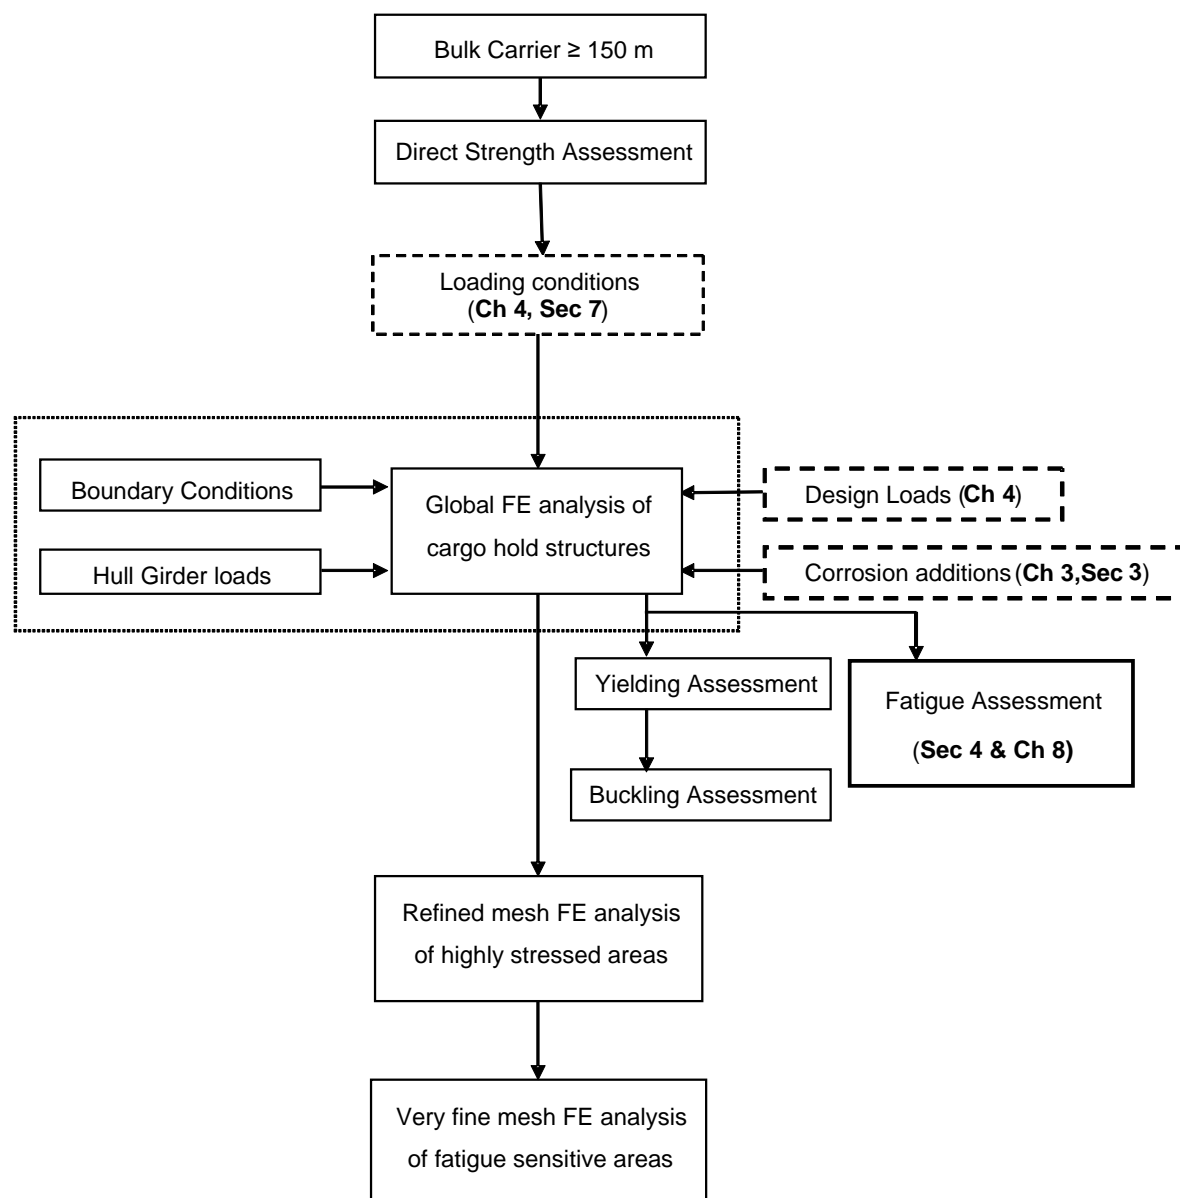 Bulk Carrier ≥ 150 m
Direct Strength Assessment
Loading conditions
(Ch 4, Sec 7)
Boundary Conditions
Hull Girder loads
Global FE analysis of
cargo hold structures
Design Loads (Ch 4)
Corrosion additions (Ch 3,Sec 3)
Yielding Assessment
Buckling Assessment
Fatigue Assessment
(Sec 4 & Ch 8)
Refined mesh FE analysis
of highly stressed areas
Very fine mesh FE analysis
of fatigue sensitive areas